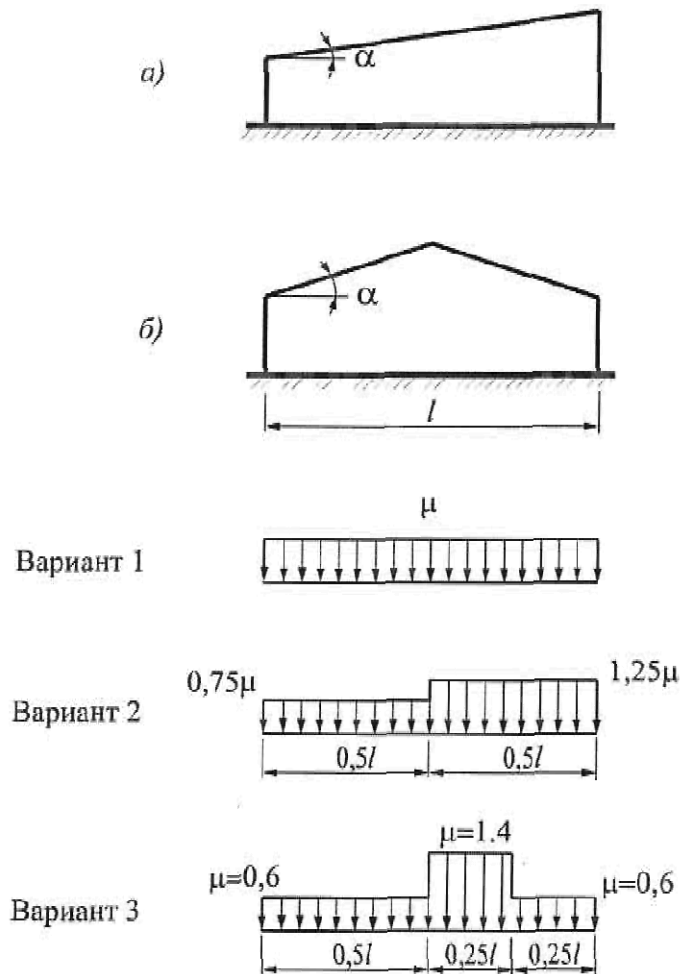 а)
α
б)
α
l
μ
Вариант 1
0,75μ
1,25μ
Вариант 2
0,5l
0,5l
μ=1.4
μ=0,6
μ=0,6
Вариант 3
0,5l
0,25l
0,25l